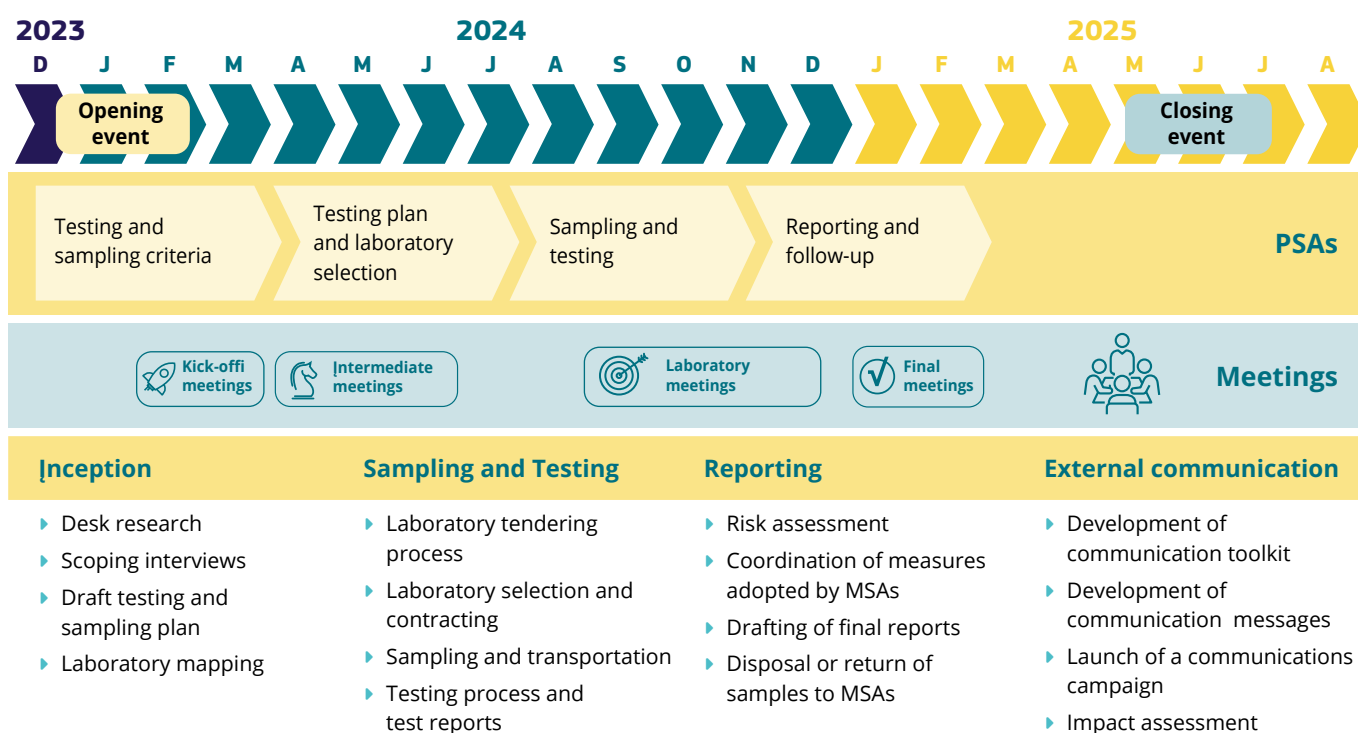 2023 2024 2025
D J F M A M J J A S O N D J F M A M J J A
Opening
event
Closing
event
Testing and
sampling criteria
Testing plan
and laboratory
selection
Sampling and
testing
Reporting and
follow-up
PSAs
Kick-offi
meetings
Įntermediate
meetings
Laboratory
meetings
Final
meetings
Meetings
Įnception
Desk research
Scoping interviews
Draft testing and
sampling plan
Laboratory mapping
Sampling and Testing
Laboratory tendering
process
Laboratory selection and
contracting
Sampling and transportation
Testing process and
test reports
Reporting
Risk assessment
Coordination of measures
adopted by MSAs
Drafting of final reports
Disposal or return of
samples to MSAs
External communication
Development of
communication toolkit
Development of
communication messages
Launch of a communications
campaign
Impact assessment